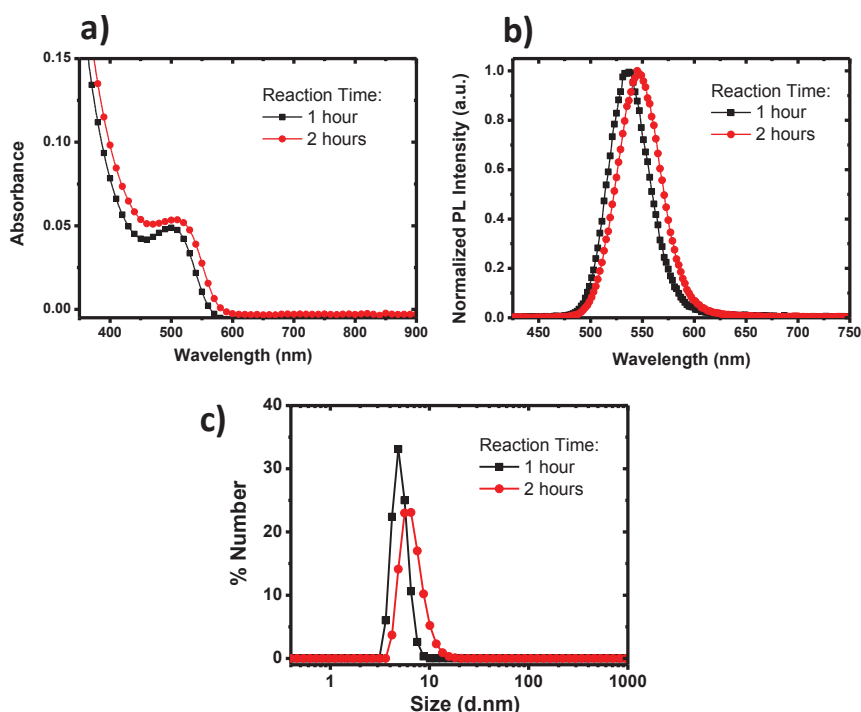 a)
0.15
0.10
0.05
0.00
Absorbance
Reaction Time:
1 hour
2 hours
400 500 600 700 800 900
Wavelength (nm)
b)
1.0
0.8
0.6
0.4
0.2
0.0
Normalized PL Intensity (a.u.)
Reaction Time:
1 hour
2 hours
450 500 550 600 650 700 750
Wavelength (nm)
c)
40
30
20
10
0
% Number
Reaction Time:
1 hour
2 hours
1 10 100 1000
Size (d.nm)